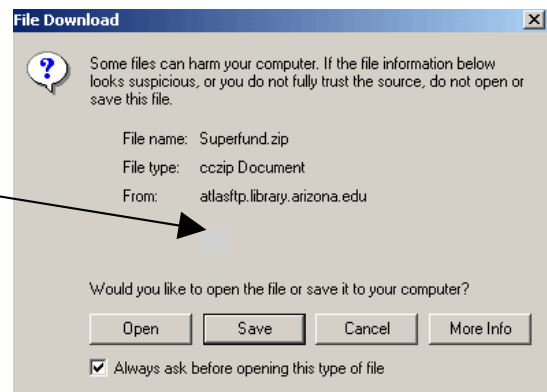 File Download
Some files can harm your computer. If the file information below
looks suspicious, or you do not fully trust the source, do not open or
save this file.
File name: Superfund.zip
File type: cczip Document
From: atlasftp.library.arizona.edu
Would you like to open the file or save it to your computer?
Open Save Cancel More Info
Always ask before opening this type of file